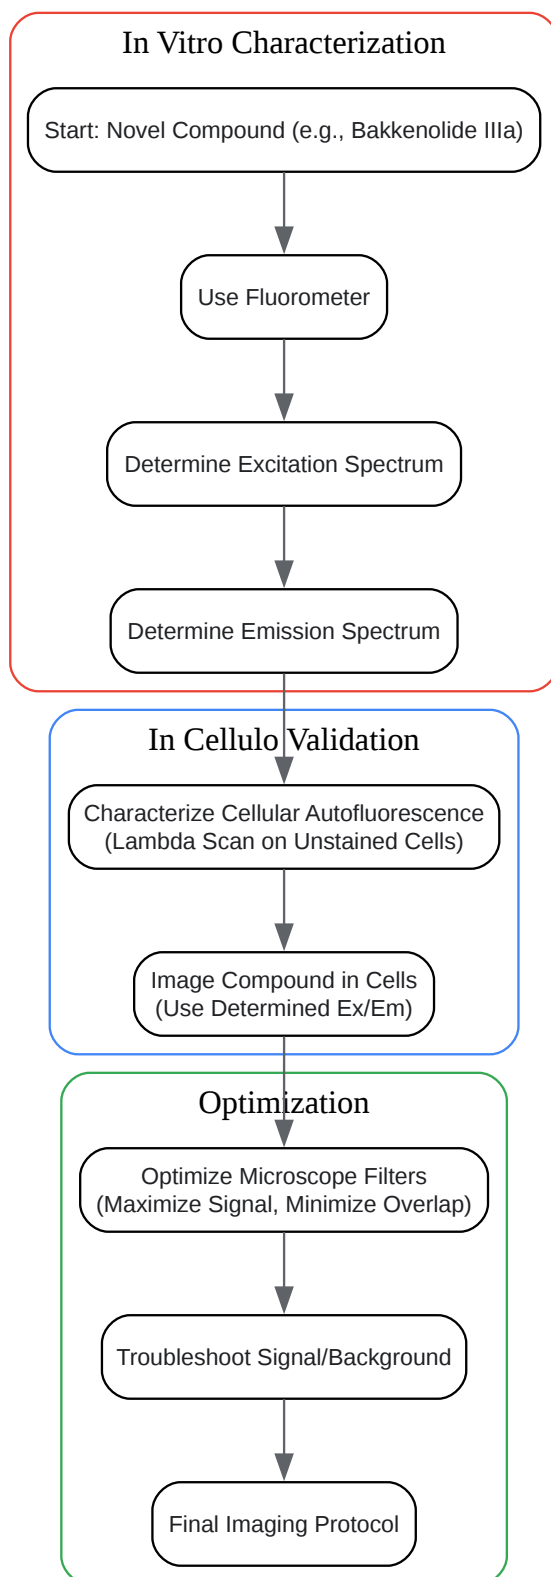 In Vitro Characterization
Start: Novel Compound (e.g., Bakkenolide IIIa)
Use Fluorometer
Determine Excitation Spectrum
Determine Emission Spectrum
In Cellulo Validation
Characterize Cellular Autofluorescence
(Lambda Scan on Unstained Cells)
Image Compound in Cells
(Use Determined Ex/Em)
Optimization
Optimize Microscope Filters
(Maximize Signal, Minimize Overlap)
Troubleshoot Signal/Background
Final Imaging Protocol